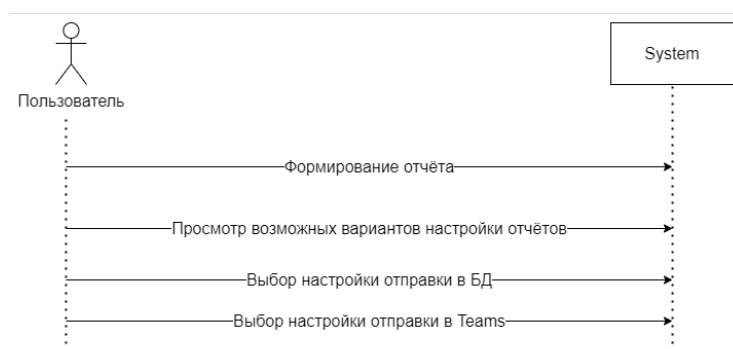 System
Пользователь
Формирование отчёта
Просмотр возможных вариантов настройки отчётов
Выбор настройки отправки в БД
Выбор настройки отправки в Teams